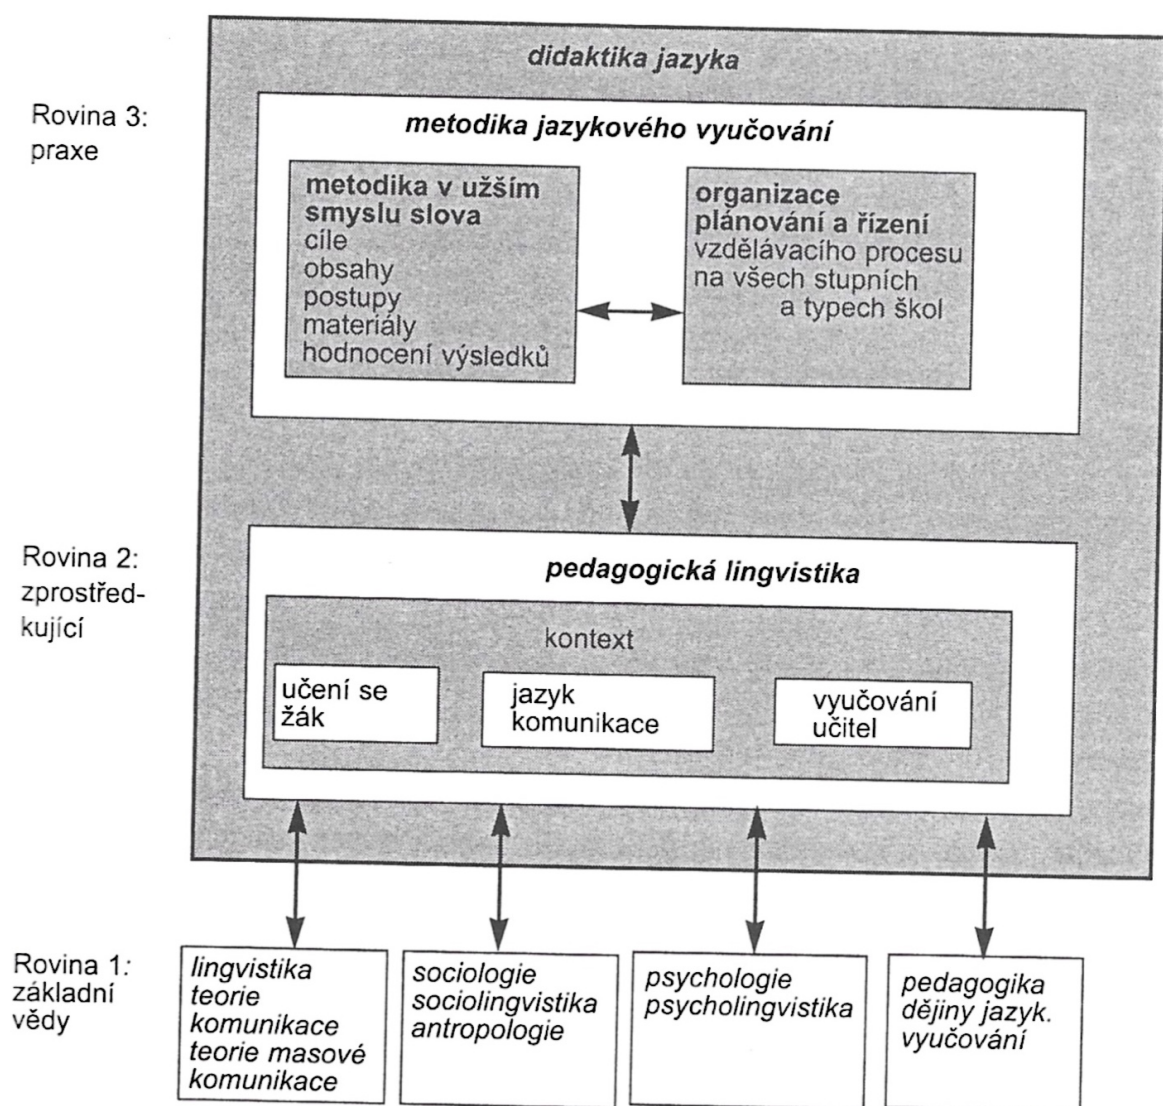 didaktika jazyka
Rovina 3:
praxe
metodika jazykového vyučování
metodika v užším
smyslu slova
cíle
obsahy
postupy
materiály
hodnocení výsledků
organizace
plánování a řízení
vzdělávacího procesu
na všech stupních
a typech škol
Rovina 2:
zprostřed-
kující
pedagogická lingvistika
kontext
učení se
žák
jazyk
komunikace
vyučování
učitel
Rovina 1:
základní
vědy
lingvistika
teorie
komunikace
teorie masové
komunikace
sociologie
sociolingvistika
antropologie
psychologie
psycholingvistika
pedagogika
dějiny jazyk.
vyučování